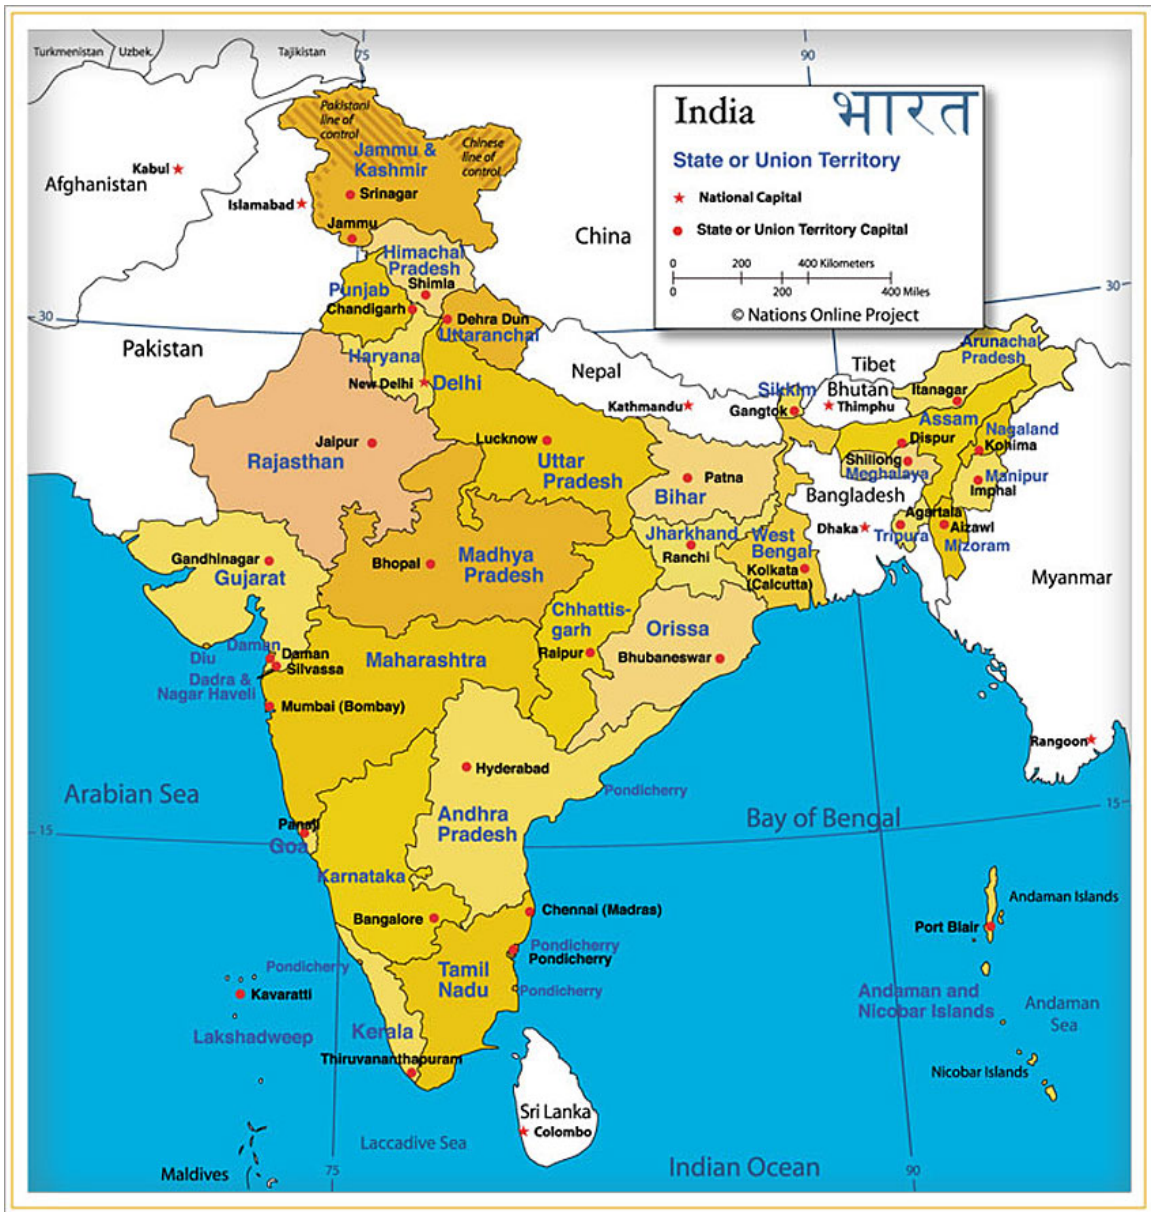 Turkmenistan
Uzbek.
Tajikistan
75
90
Pakistani
line of
control
Chinese
line of
control
India
भारत
State or Union Territory
National Capital
State or Union Territory Capital
0 200 400 Kilometers
0 200 400 Miles
© Nations Online Project
Jammu &
Kashmir
Srinagar
Jammu
Kabul
Afghanistan
Islamabad
China
Himachal
Pradesh
Shimla
Punjab
Chandigarh
30
30
Dehra Dun
Uttaranchal
Pakistan
Haryana
New Delhi
Delhi
Nepal
Kathmandu
Tibet
Bhutan
Thimphu
Sikkim
Gangtok
Arunachal
Pradesh
Itanagar
Assam
Dispur
Nagaland
Kohima
Shillong
Meghalaya
Manipur
Imphal
Jaipur
Rajasthan
Lucknow
Uttar
Pradesh
Patna
Bihar
Bangladesh
Dhaka
Agartala
Tripura
Aizawl
Mizoram
Myanmar
Gandhinagar
Gujarat
Bhopal
Madhya
Pradesh
Jharkhand
Ranchi
West
Bengal
Kolkata
(Calcutta)
Chhattis-
garh
Raipur
Orissa
Bhubaneswar
Daman
Diu
Daman
Silvassa
Dadra &
Nagar Haveli
Maharashtra
Mumbai (Bombay)
Rangoon
Hyderabad
Andhra
Pradesh
Pondicherry
Arabian Sea
Bay of Bengal
15
15
Panaji
Goa
Karnataka
Bangalore
Chennai (Madras)
Andaman Islands
Port Blair
Pondicherry
Pondicherry
Pondicherry
Pondicherry
Tamil
Nadu
Kavaratti
Lakshadweep
Kerala
Thiruvananthapuram
Andaman and
Nicobar Islands
Andaman
Sea
Nicobar Islands
Sri Lanka
Colombo
Laccadive Sea
Maldives
Indian Ocean
75
90